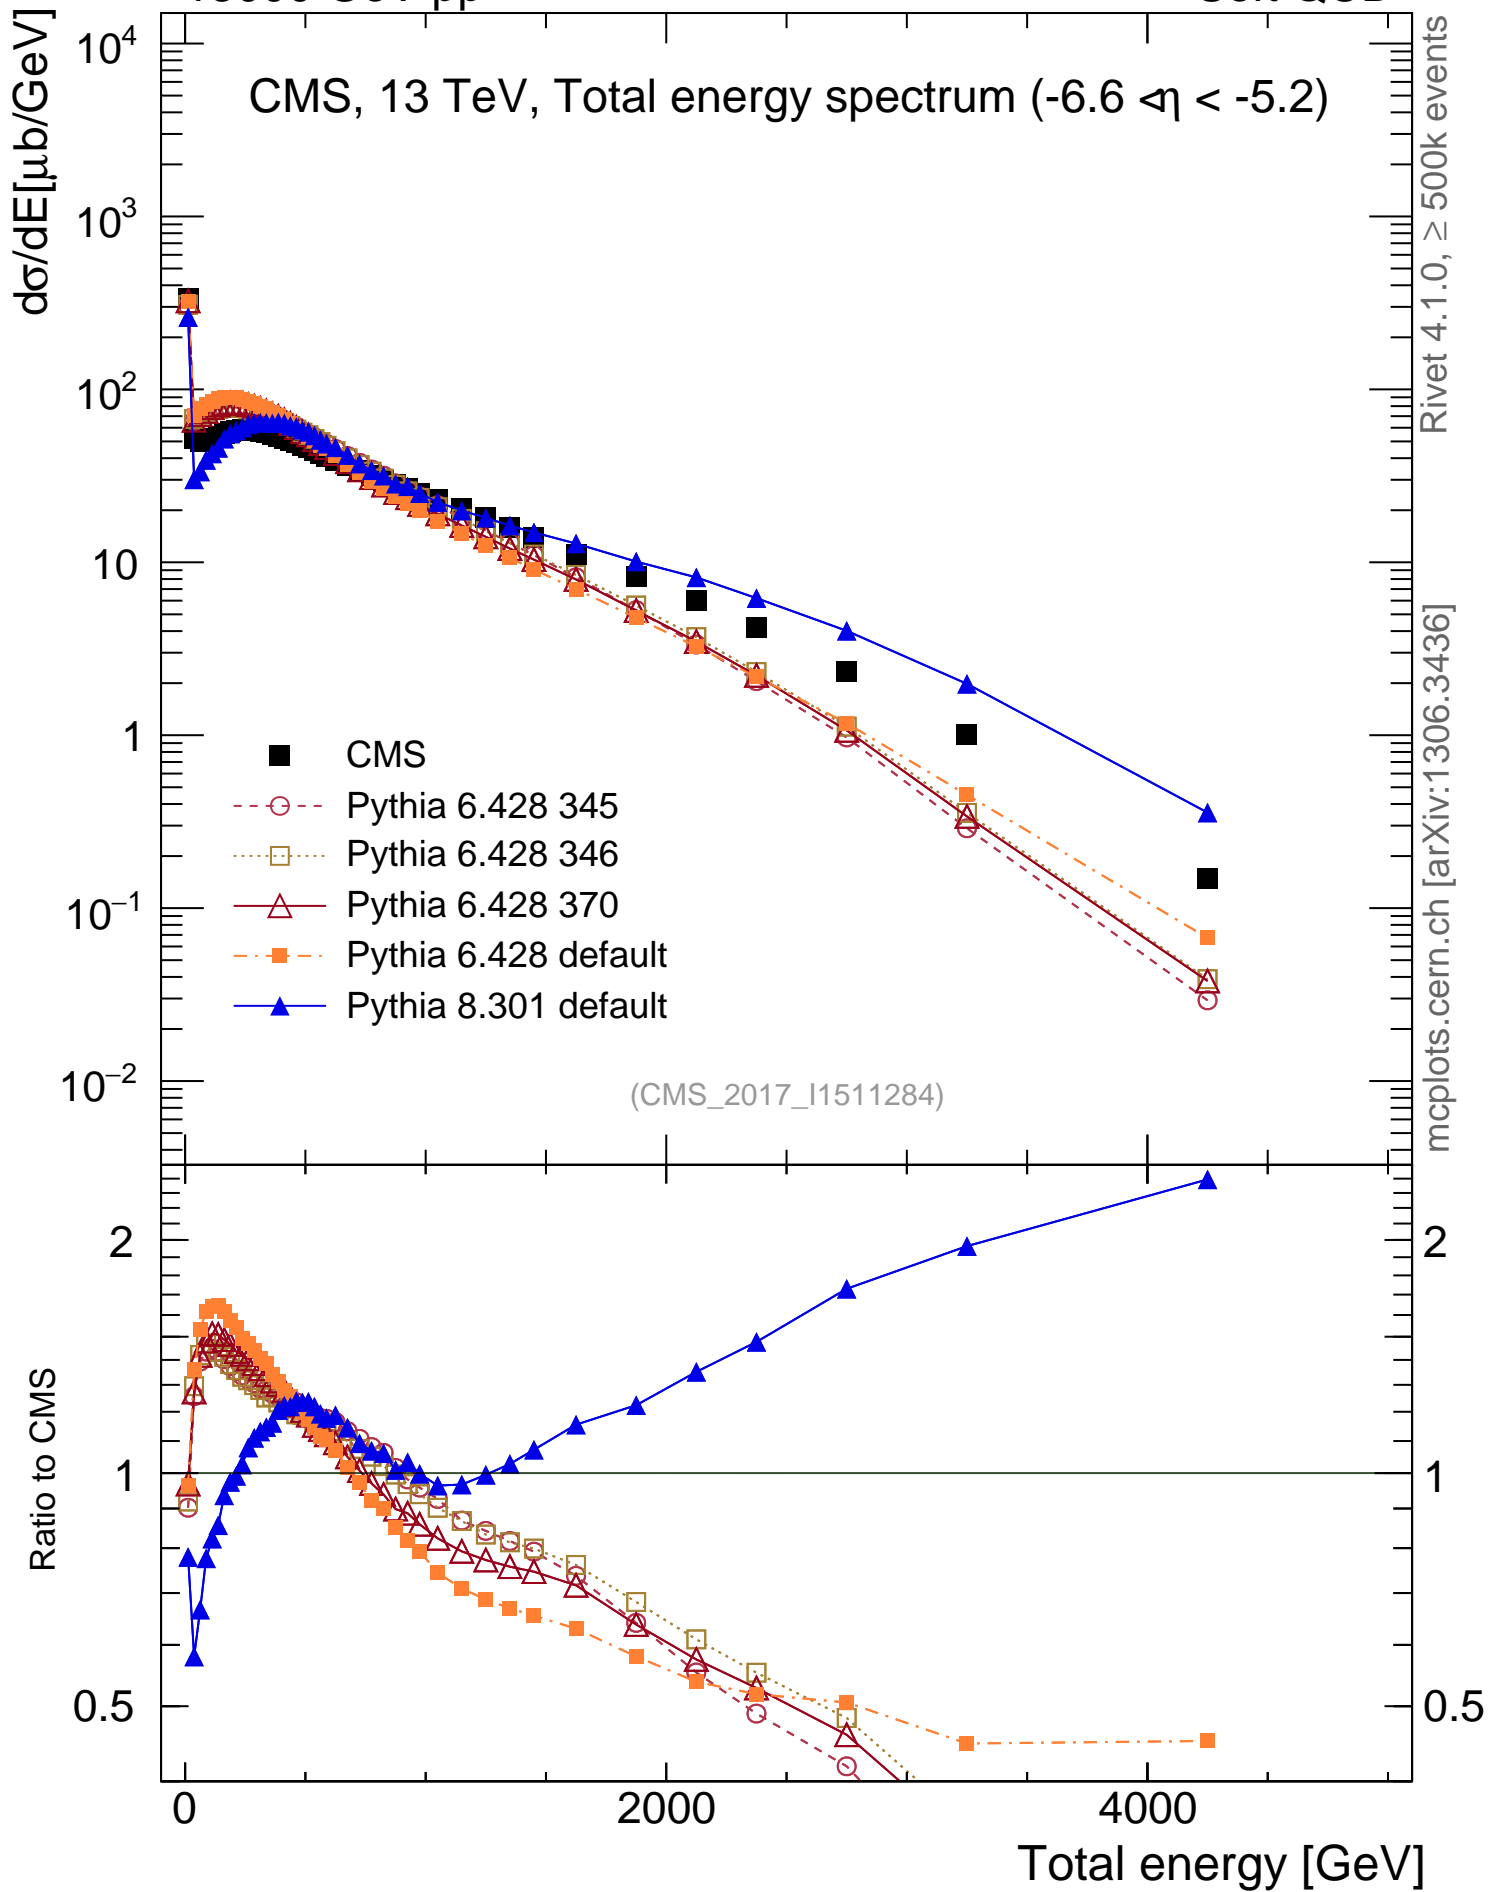 CMS, 13 TeV, Total energy spectrum (-6.6 <η < -5.2)
dσ/dE[μb/GeV]
10⁴
10³
10²
10
1
10⁻¹
10⁻²
CMS
Pythia 6.428 345
Pythia 6.428 346
Pythia 6.428 370
Pythia 6.428 default
Pythia 8.301 default
(CMS_2017_I1511284)
Rivet 4.1.0, ≥ 500k events
mcplots.cern.ch [arXiv:1306.3436]
Ratio to CMS
2
1
0.5
2
1
0.5
0
2000
4000
Total energy [GeV]